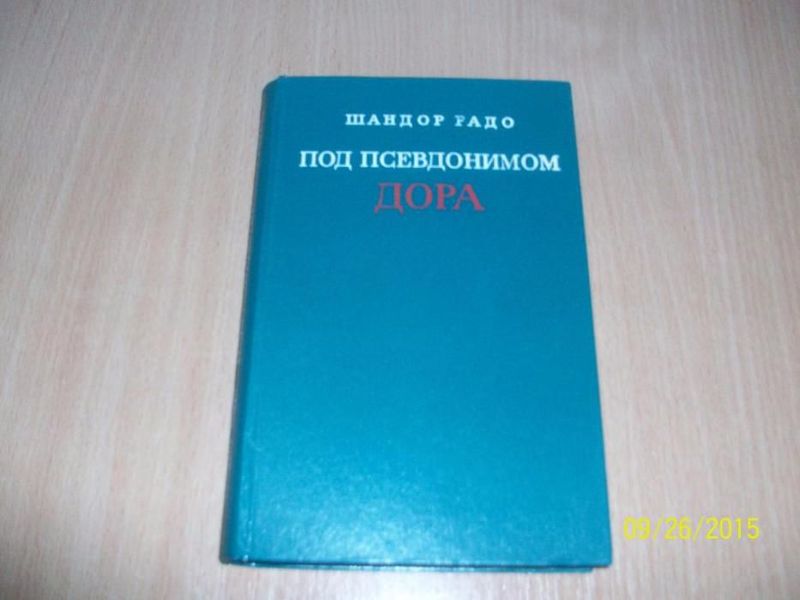 ШАНДОР РАДО
ПОД ПСЕВДОНИМОМ
ДОРА
09/26/2015